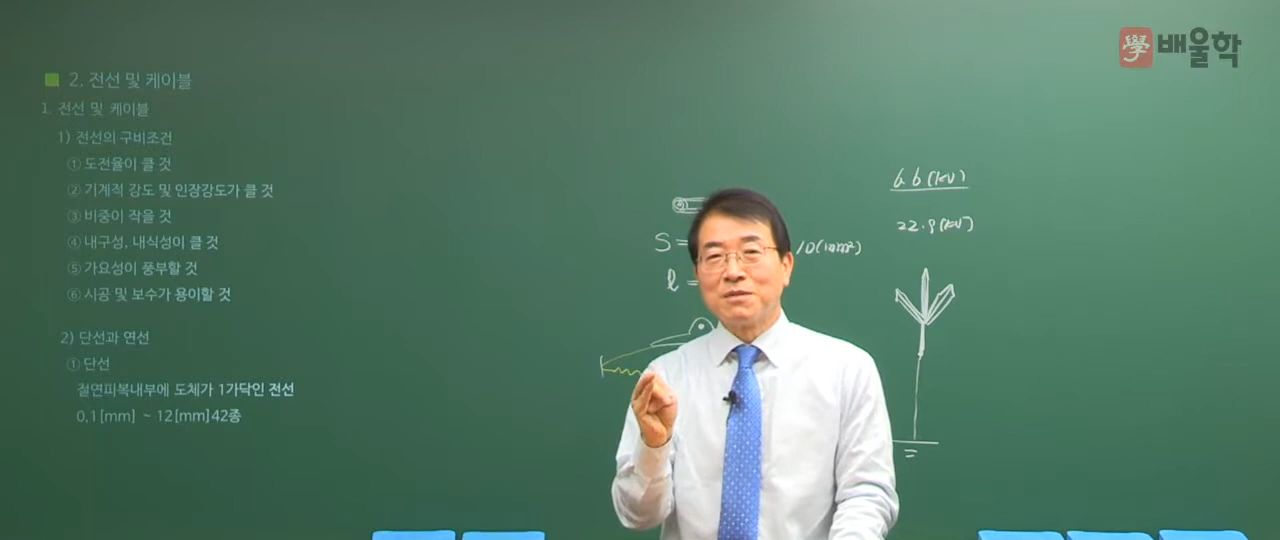 學 배울학
■ 2. 전선 및 케이블
1. 전선 및 케이블
1) 전선의 구비조건
① 도전율이 클 것
② 기계적 강도 및 인장강도가 클 것
③ 비중이 작을 것
④ 내구성, 내식성이 클 것
⑤ 가요성이 풍부할 것
⑥ 시공 및 보수가 용이할 것
2) 단선과 연선
① 단선
절연피복내부에 도체가 1가닥인 전선
0.1[mm] ~ 12[mm]42종
S= 10(mm²)
ℓ =
6.6(kV)
22.9(kV)
=